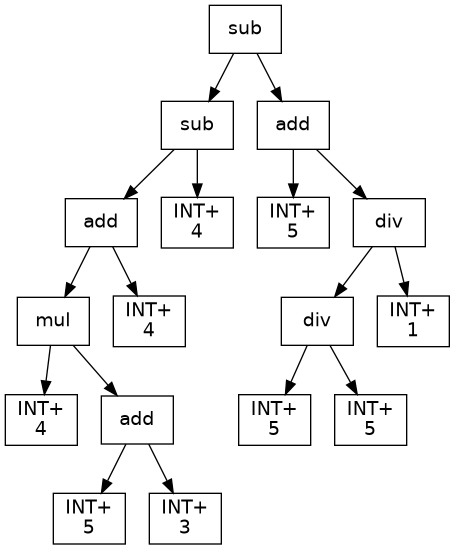 sub
sub
add
add
INT+
4
INT+
5
div
mul
INT+
4
div
INT+
1
INT+
4
add
INT+
5
INT+
5
INT+
5
INT+
3